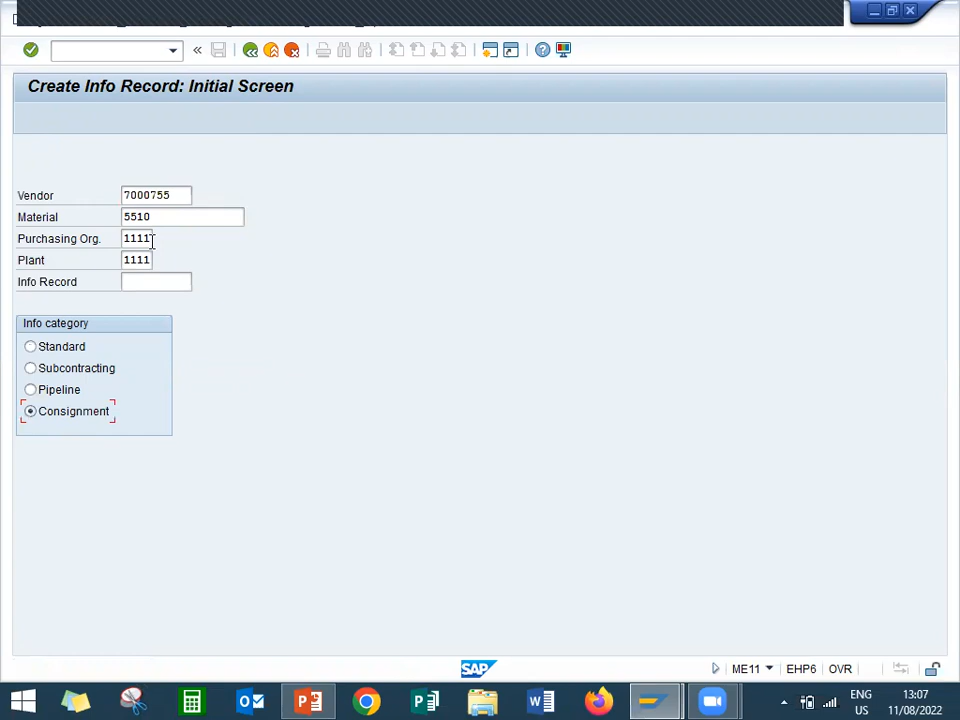 Create Info Record: Initial Screen
Vendor 7000755
Material 5510
Purchasing Org. 1111
Plant 1111
Info Record
Info category
Standard
Subcontracting
Pipeline
Consignment
SAP
ME11 EHP6 OVR
ENG 13:07
US 11/08/2022